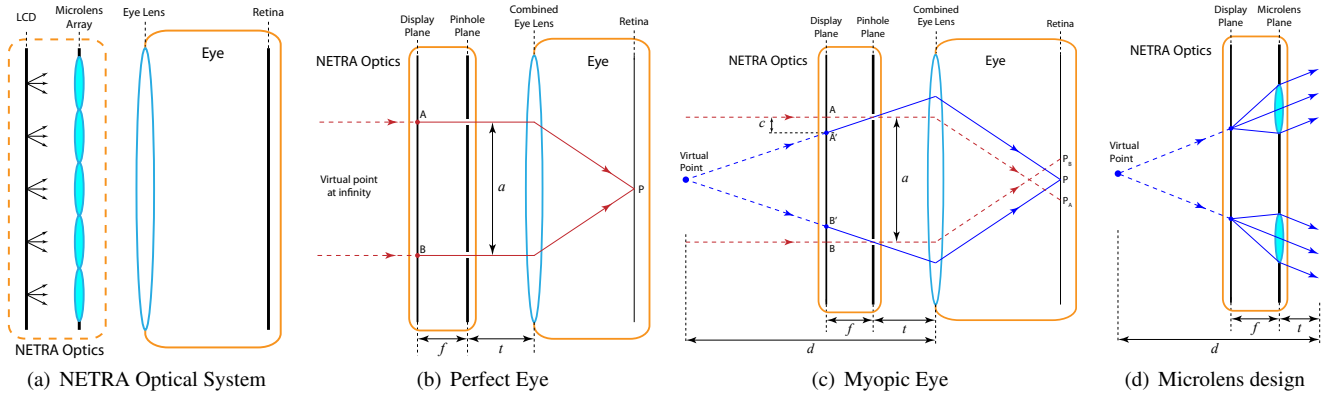 LCD
Microlens
Array
Eye Lens
Retina
Eye
NETRA Optics
(a) NETRA Optical System
Display
Plane
Pinhole
Plane
Combined
Eye Lens
Retina
NETRA Optics
Eye
A
Virtual point
at infinity
a
P
B
f
t
(b) Perfect Eye
Display
Plane
Pinhole
Plane
Combined
Eye Lens
Retina
NETRA Optics
Eye
A
c
A'
Virtual
Point
a
P_B
P
P_A
B'
B
f
t
d
(c) Myopic Eye
Display
Plane
Microlens
Plane
NETRA Optics
Virtual
Point
f
t
d
(d) Microlens design